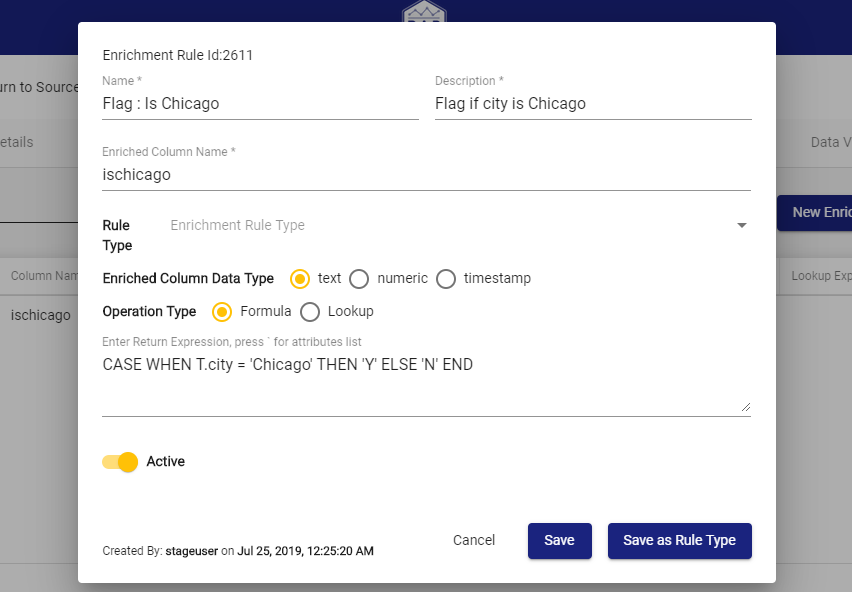 Enrichment Rule Id:2611
Name *
Description *
Flag : Is Chicago
Flag if city is Chicago
Enriched Column Name *
ischicago
Rule Type
Enrichment Rule Type
Enriched Column Data Type
text
numeric
timestamp
Operation Type
Formula
Lookup
Enter Return Expression, press ` for attributes list
CASE WHEN T.city = 'Chicago' THEN 'Y' ELSE 'N' END
Active
Created By: stageuser on Jul 25, 2019, 12:25:20 AM
Cancel
Save
Save as Rule Type
urn to Source
etails
Data V
New Enric
Column Nam
Lookup Exp
ischicago